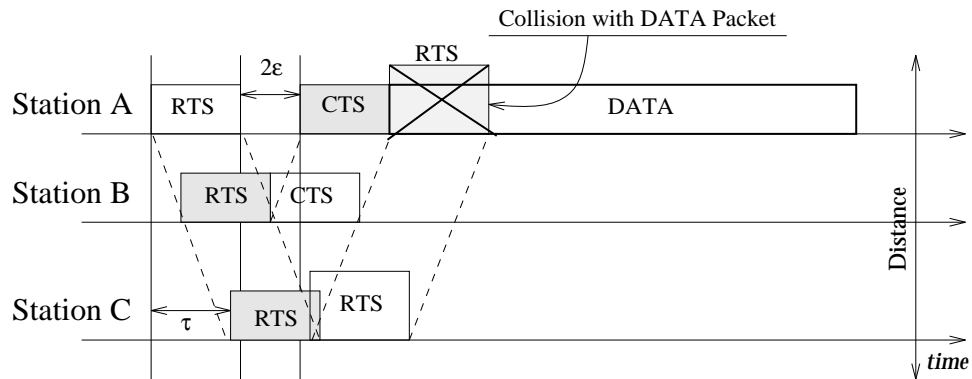 Collision with DATA Packet
RTS
2ε
Station A
RTS
CTS
DATA
Station B
RTS
CTS
Distance
Station C
τ
RTS
RTS
time